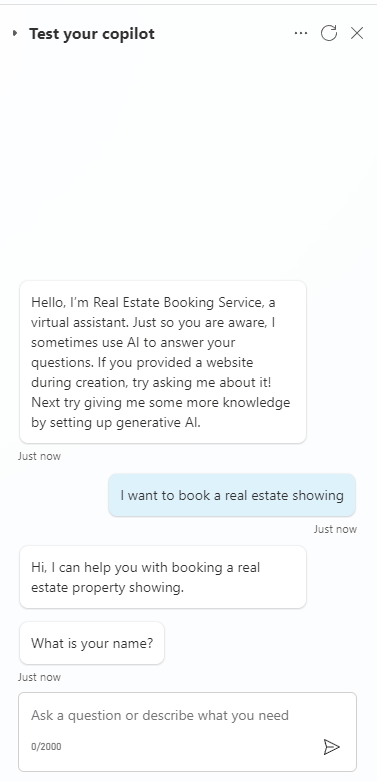 Test your copilot
Hello, I'm Real Estate Booking Service, a
virtual assistant. Just so you are aware, I
sometimes use AI to answer your
questions. If you provided a website
during creation, try asking me about it!
Next try giving me some more knowledge
by setting up generative AI.
Just now
I want to book a real estate showing
Just now
Hi, I can help you with booking a real
estate property showing.
What is your name?
Just now
Ask a question or describe what you need
0/2000